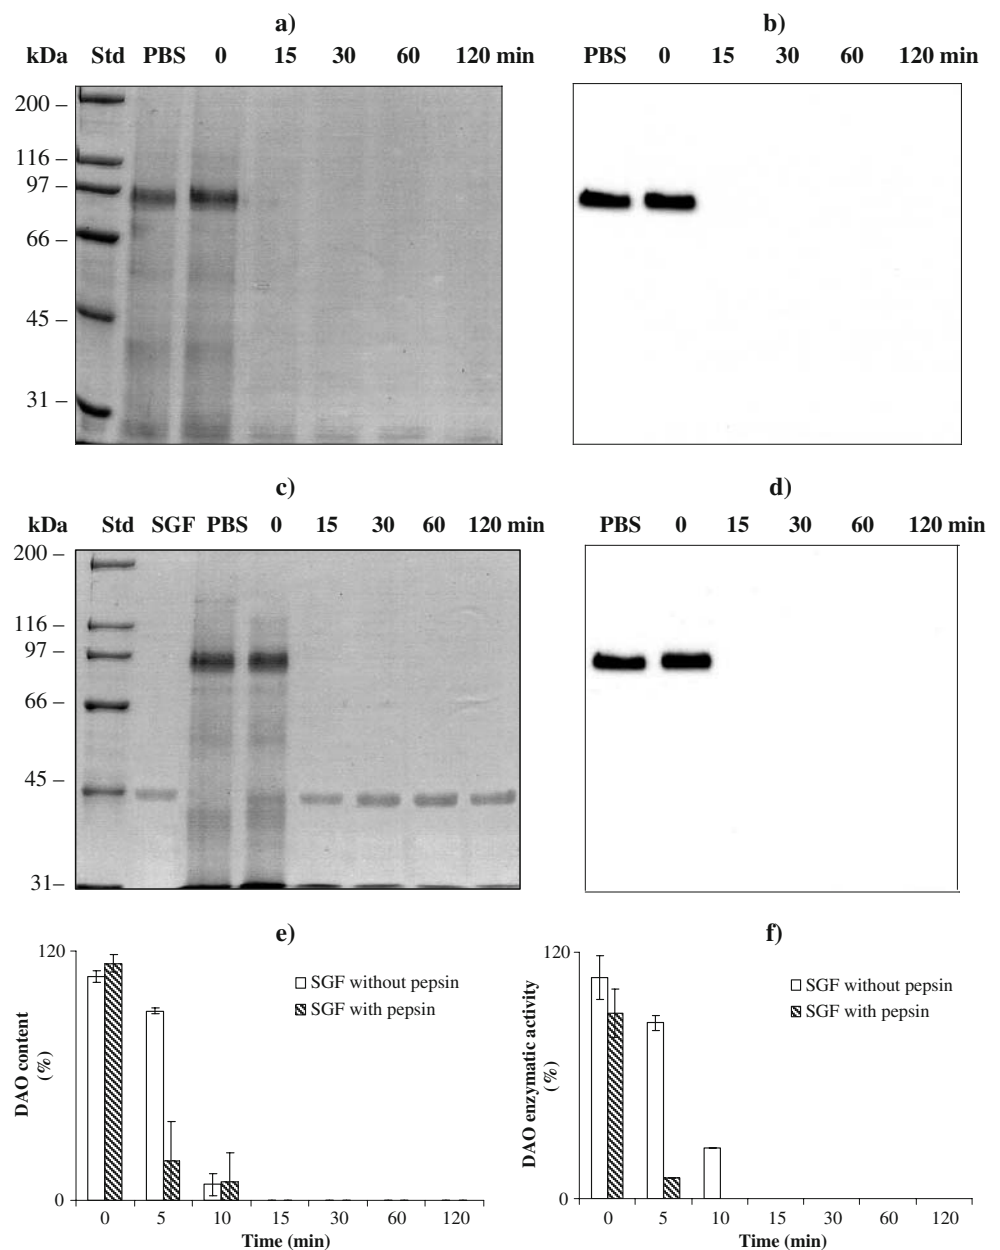 a)
kDa Std PBS 0 15 30 60 120 min
200 –
116 –
97 –
66 –
45 –
31 –
b)
PBS 0 15 30 60 120 min
c)
kDa Std SGF PBS 0 15 30 60 120 min
200 –
116 –
97 –
66 –
45 –
31–
d)
PBS 0 15 30 60 120 min
e)
DAO content
(%)
120
0
SGF without pepsin
SGF with pepsin
0 5 10 15 30 60 120
Time (min)
f)
DAO enzymatic activity
(%)
120
0
SGF without pepsin
SGF with pepsin
0 5 10 15 30 60 120
Time (min)